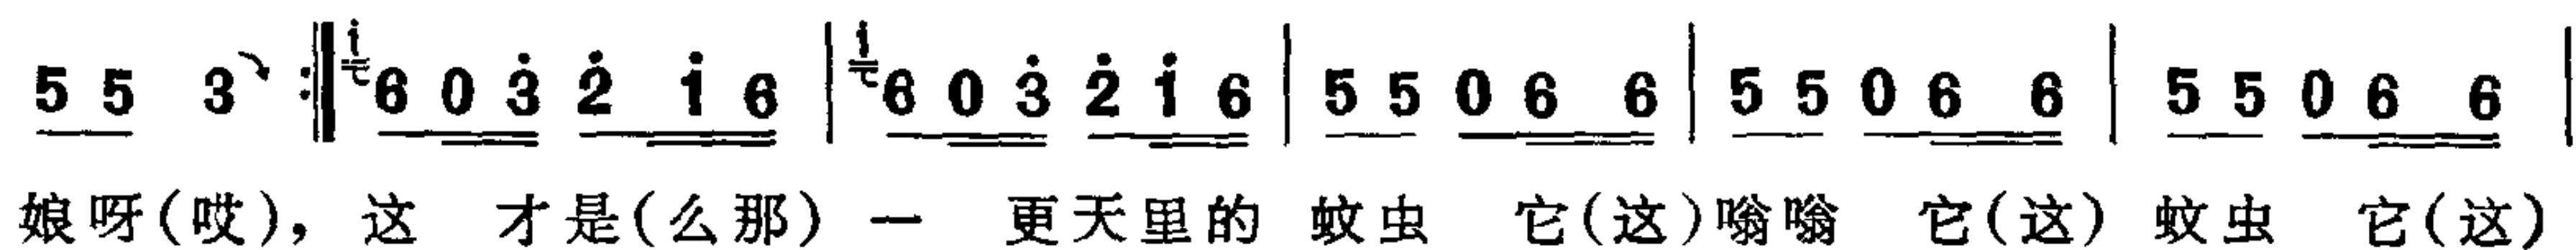 5 5 3 :‖ i 6 0 3̇ 2̇ 1̇ 6 | i 6 0 3̇ 2̇ 1̇ 6 | 5 5 0 6 6 | 5 5 0 6 6 | 5 5 0 6 6 |
娘呀(哎)，这 才是(么那) 一 更天里的 蚊虫 它(这)嗡嗡 它(这) 蚊虫 它(这)